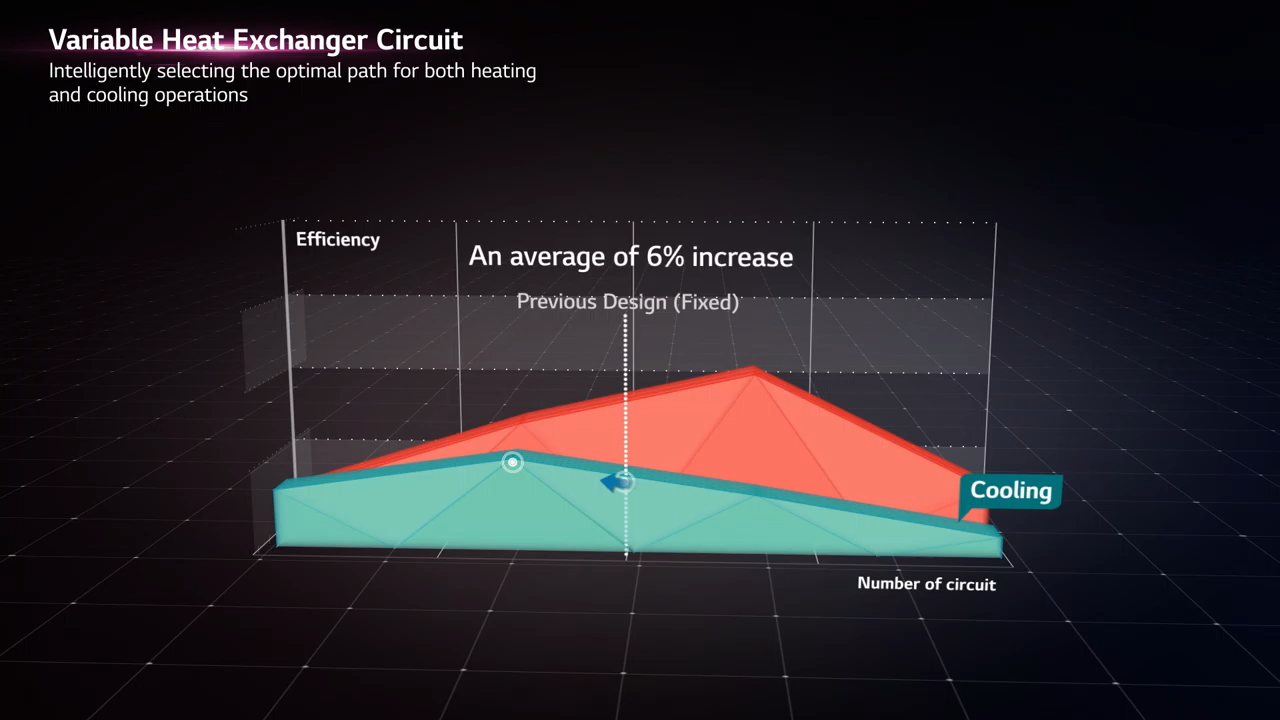 Variable Heat Exchanger Circuit
Intelligently selecting the optimal path for both heating
and cooling operations
Efficiency
An average of 6% increase
Previous Design (Fixed)
Cooling
Number of circuit